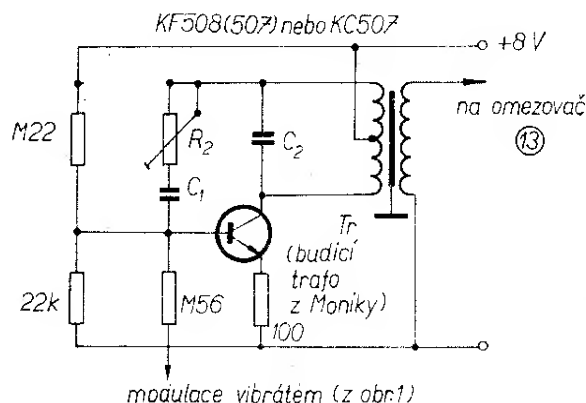 KF508(507) nebo KC507
+8 V
na omezovač
13
M22
R2
C2
C1
Tr
(budící
trafo
z Moniky)
22k
M56
100
modulace vibrátem (z obr.1)